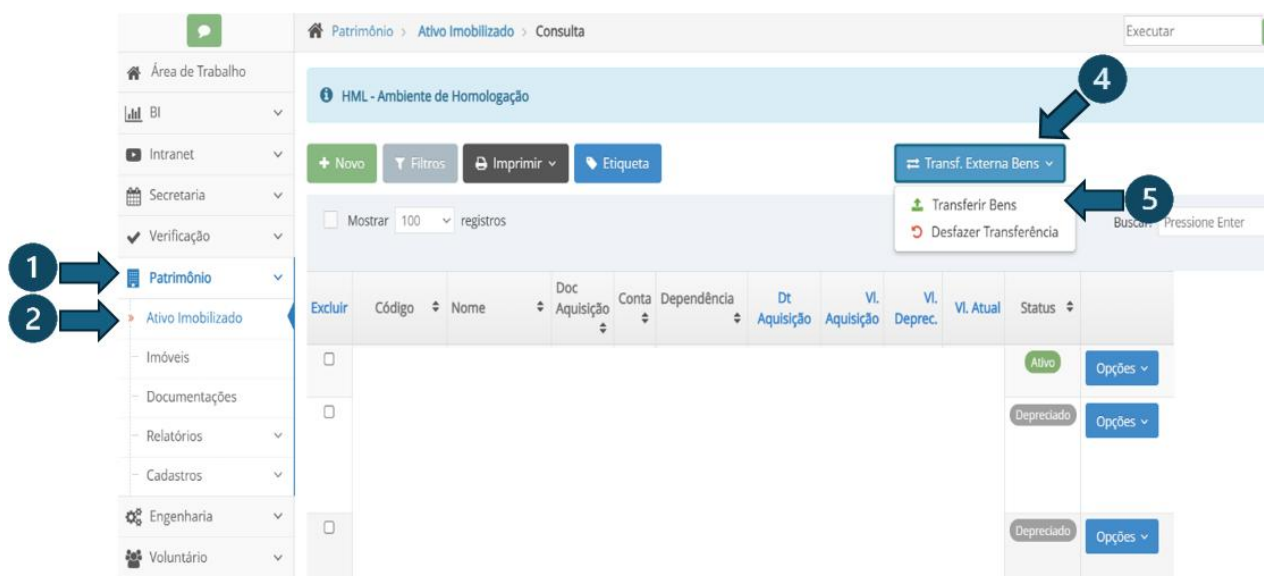 Patrimônio > Ativo Imobilizado > Consulta
Executar
Área de Trabalho
HML - Ambiente de Homologação
4
BI
Intranet
+ Novo
Filtros
Imprimir
Etiqueta
Transf. Externa Bens
Secretaria
Mostrar 100 registros
Transferir Bens
5
Buscar: Pressione Enter
Desfazer Transferência
Verificação
1
Patrimônio
2
Ativo Imobilizado
Excluir
Código
Nome
Doc
Aquisição
Conta
Dependência
Dt
Aquisição
Vl.
Aquisição
Vl.
Deprec.
Vl. Atual
Status
Imóveis
Ativo
Opções
Documentações
Depreciado
Opções
Relatórios
Cadastros
Engenharia
Depreciado
Opções
Voluntário